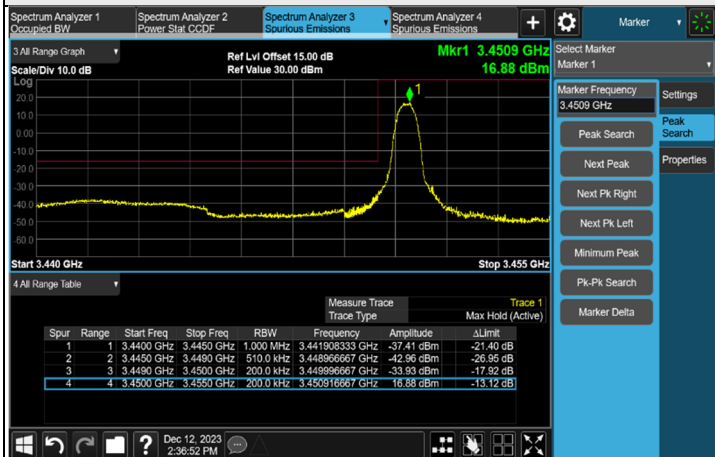 Spectrum Analyzer 1
Occupied BW
Spectrum Analyzer 2
Power Stat CCDF
Spectrum Analyzer 3
Spurious Emissions
Spectrum Analyzer 4
Spurious Emissions
+
Marker
3 All Range Graph
Ref Lvl Offset 15.00 dB
Mkr1 3.4509 GHz
Scale/Div 10.0 dB
Ref Value 30.00 dBm
16.88 dBm
Log
1
20.0
10.0
0.00
-10.0
-20.0
-30.0
-40.0
-50.0
-60.0
Start 3.440 GHz
Stop 3.455 GHz
4 All Range Table
Measure Trace Trace 1
Trace Type Max Hold (Active)
Spur Range Start Freq Stop Freq RBW Frequency Amplitude ΔLimit
1 1 3.4400 GHz 3.4450 GHz 1.000 MHz 3.441908333 GHz -37.41 dBm -21.40 dB
2 2 3.4450 GHz 3.4490 GHz 510.0 kHz 3.448966667 GHz -42.96 dBm -26.95 dB
3 3 3.4490 GHz 3.4500 GHz 200.0 kHz 3.449996667 GHz -33.93 dBm -17.92 dB
4 4 3.4500 GHz 3.4550 GHz 200.0 kHz 3.450916667 GHz 16.88 dBm -13.12 dB
?
Dec 12, 2023
2:36:52 PM
Select Marker
Marker 1
Marker Frequency
3.4509 GHz
Peak Search
Next Peak
Next Pk Right
Next Pk Left
Minimum Peak
Pk-Pk Search
Marker Delta
Settings
Peak
Search
Properties